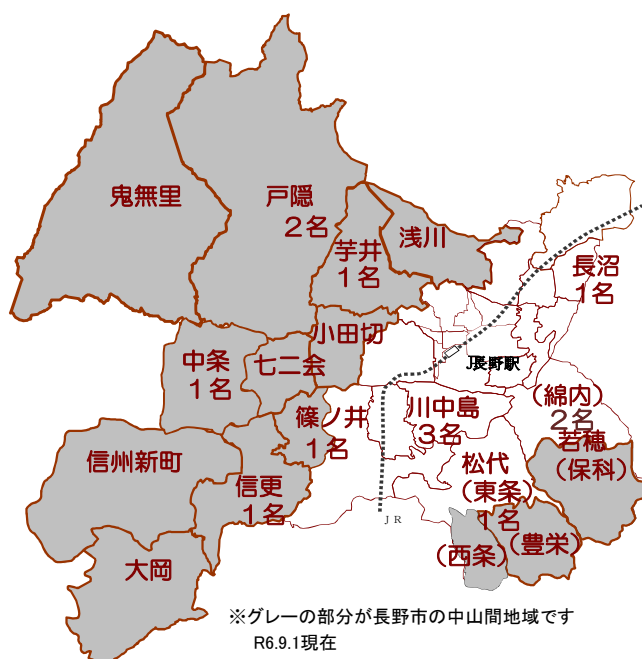 鬼無里
戸隠
２名
芋井
１名
浅川
長沼
１名
小田切
中条
１名
七二会
JR長野駅
篠ノ井
１名
川中島
３名
（綿内）
２名
若穂
（保科）
信州新町
信更
１名
松代
（東条）
１名
（西条）
（豊栄）
大岡
ＪＲ
※グレーの部分が長野市の中山間地域です
R6.9.1現在